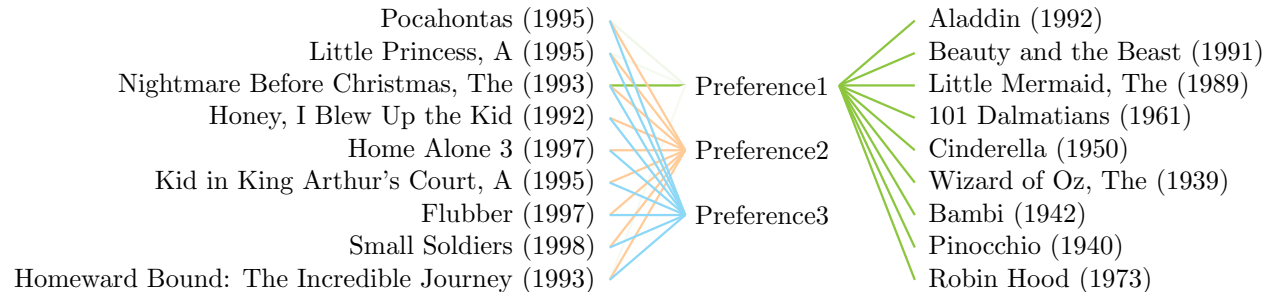 Pocahontas (1995)
Little Princess, A (1995)
Nightmare Before Christmas, The (1993)
Honey, I Blew Up the Kid (1992)
Home Alone 3 (1997)
Kid in King Arthur's Court, A (1995)
Flubber (1997)
Small Soldiers (1998)
Homeward Bound: The Incredible Journey (1993)
Preference1
Preference2
Preference3
Aladdin (1992)
Beauty and the Beast (1991)
Little Mermaid, The (1989)
101 Dalmatians (1961)
Cinderella (1950)
Wizard of Oz, The (1939)
Bambi (1942)
Pinocchio (1940)
Robin Hood (1973)